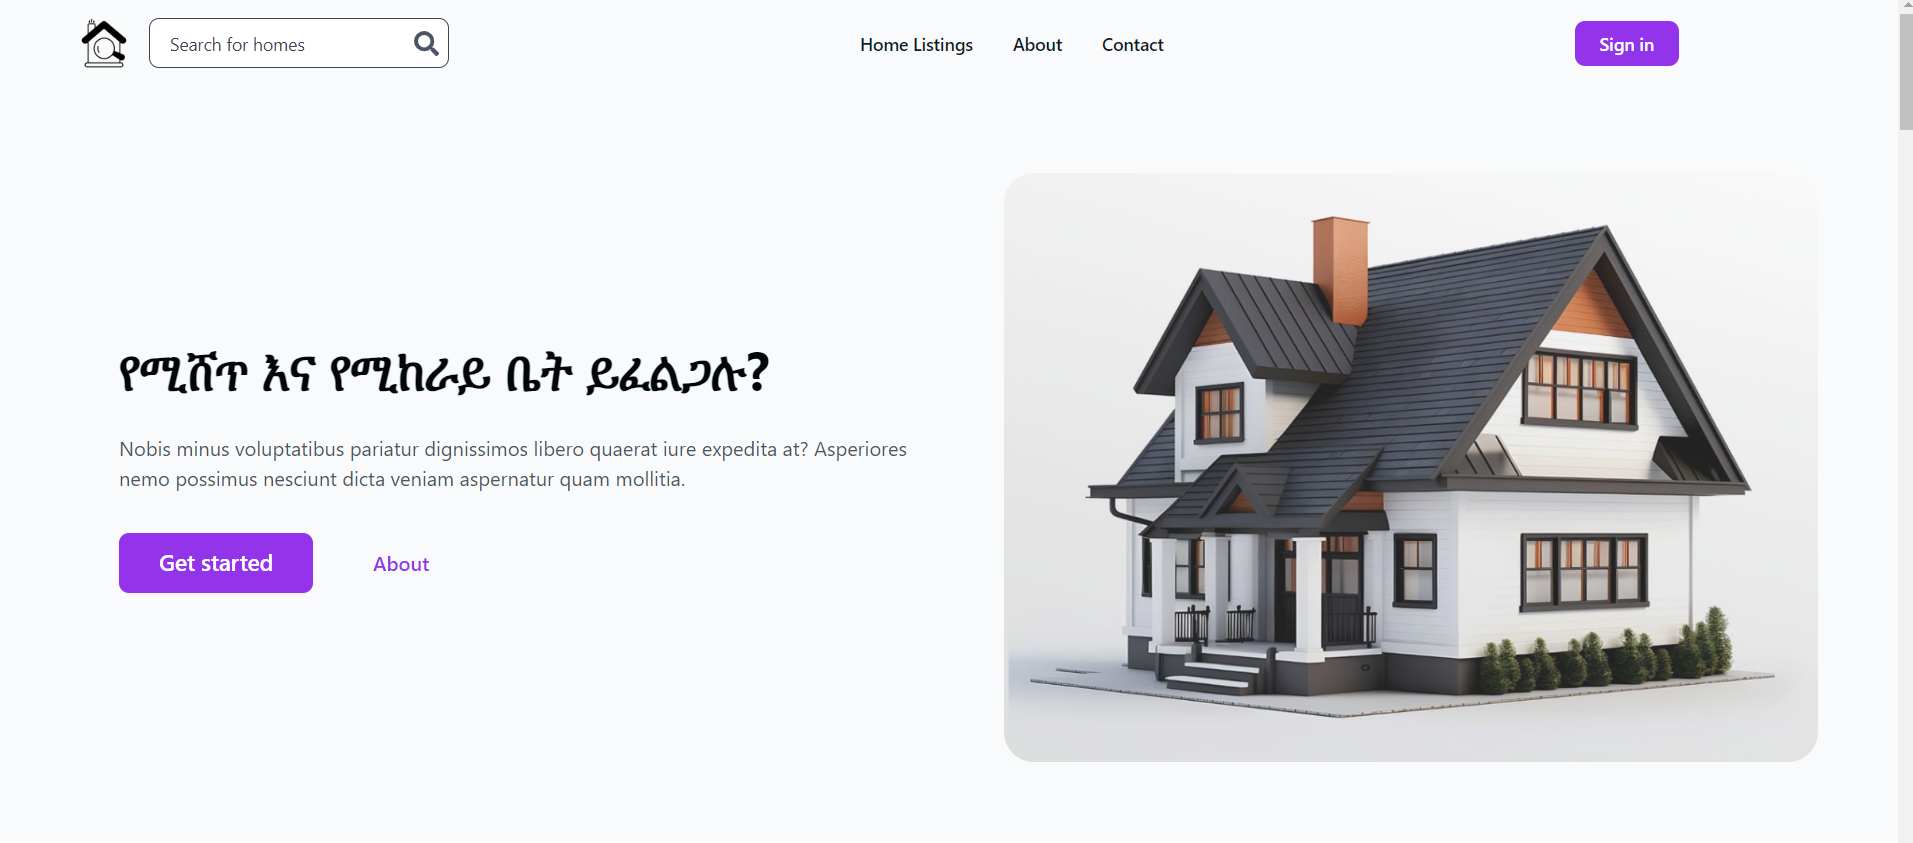 Search for homes
Home Listings
About
Contact
Sign in
የሚሸጥ እና የሚከራይ ቤት ይፈልጋሉ?
Nobis minus voluptatibus pariatur dignissimos libero quaerat iure expedita at? Asperiores
nemo possimus nesciunt dicta veniam aspernatur quam mollitia.
Get started
About